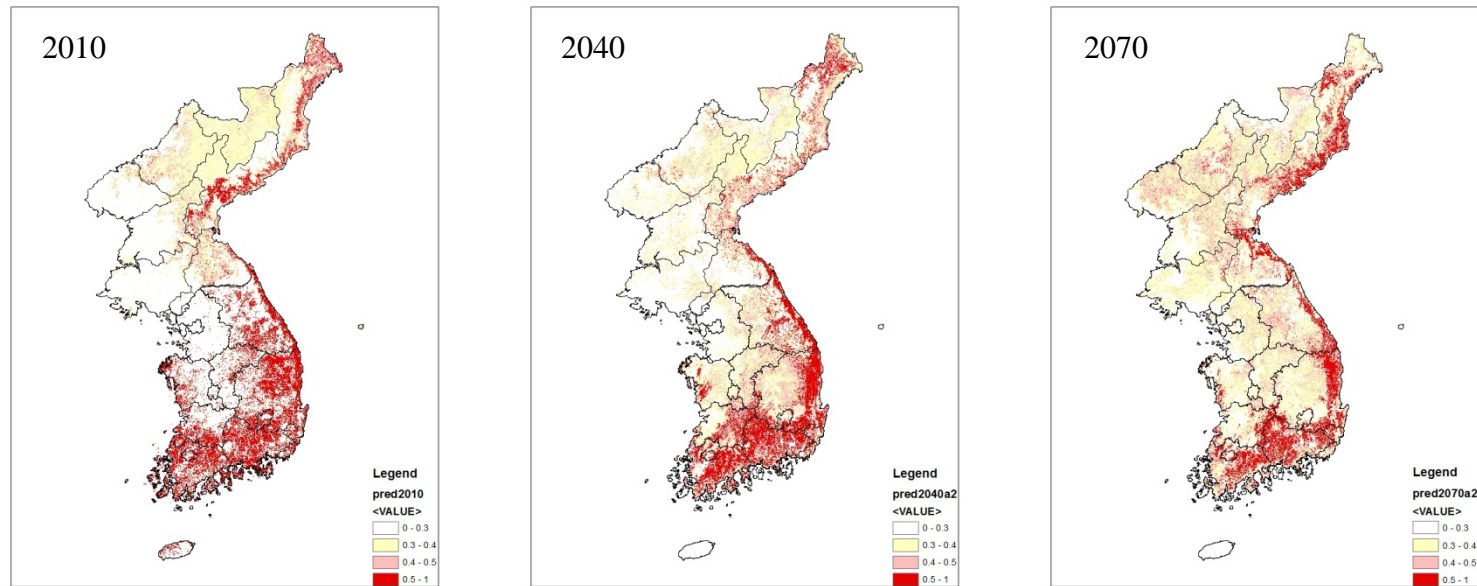 2010
Legend
pred2010
<VALUE>
0 - 0.3
0.3 - 0.4
0.4 - 0.5
0.5 - 1
2040
Legend
pred2040a2
<VALUE>
0 - 0.3
0.3 - 0.4
0.4 - 0.5
0.5 - 1
2070
Legend
pred2070a2
<VALUE>
0 - 0.3
0.3 - 0.4
0.4 - 0.5
0.5 - 1